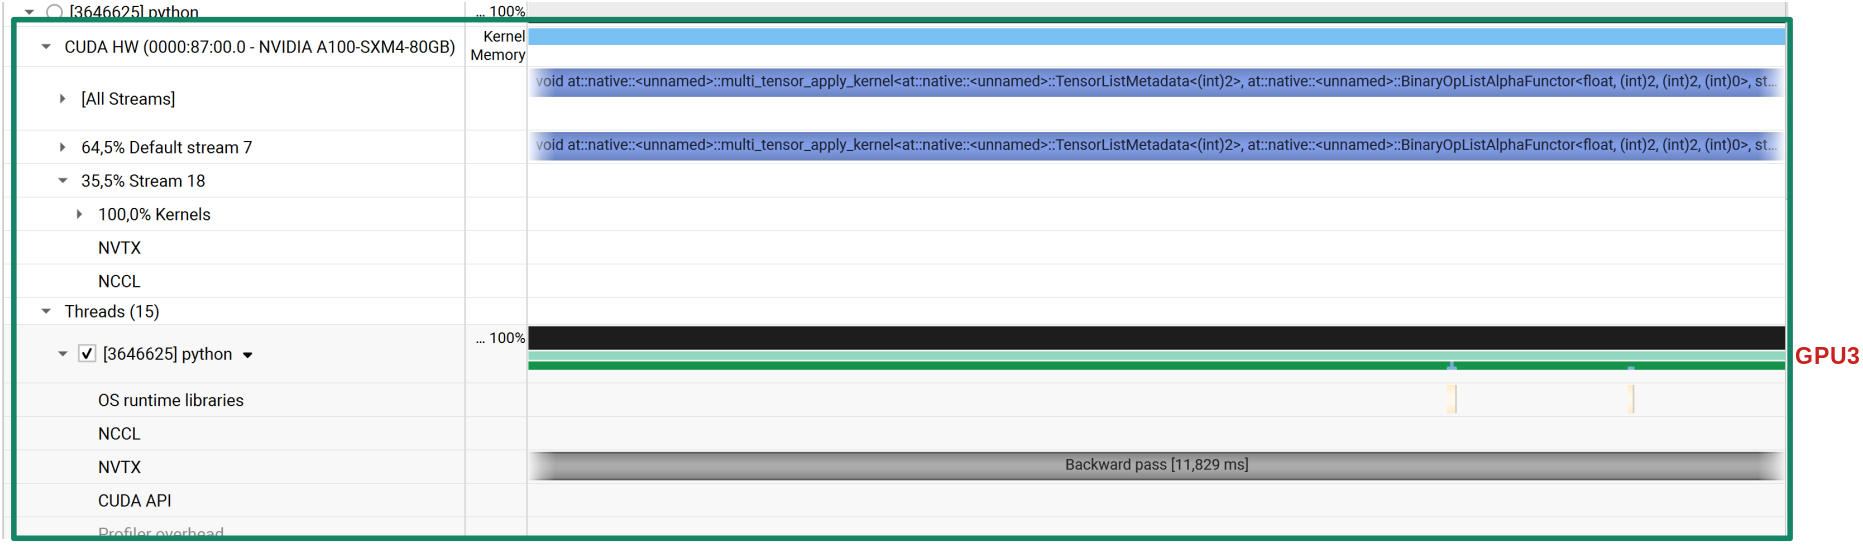 [3646625] python
... 100%
CUDA HW (0000:87:00.0 - NVIDIA A100-SXM4-80GB)
Kernel
Memory
[All Streams]
void at::native::<unnamed>::multi_tensor_apply_kernel<at::native::<unnamed>::TensorListMetadata<(int)2>, at::native::<unnamed>::BinaryOpListAlphaFunctor<float, (int)2, (int)2, (int)0>, st...
64,5% Default stream 7
void at::native::<unnamed>::multi_tensor_apply_kernel<at::native::<unnamed>::TensorListMetadata<(int)2>, at::native::<unnamed>::BinaryOpListAlphaFunctor<float, (int)2, (int)2, (int)0>, st...
35,5% Stream 18
100,0% Kernels
NVTX
NCCL
Threads (15)
[3646625] python
... 100%
GPU3
OS runtime libraries
NCCL
NVTX
Backward pass [11,829 ms]
CUDA API
Profiler overhead